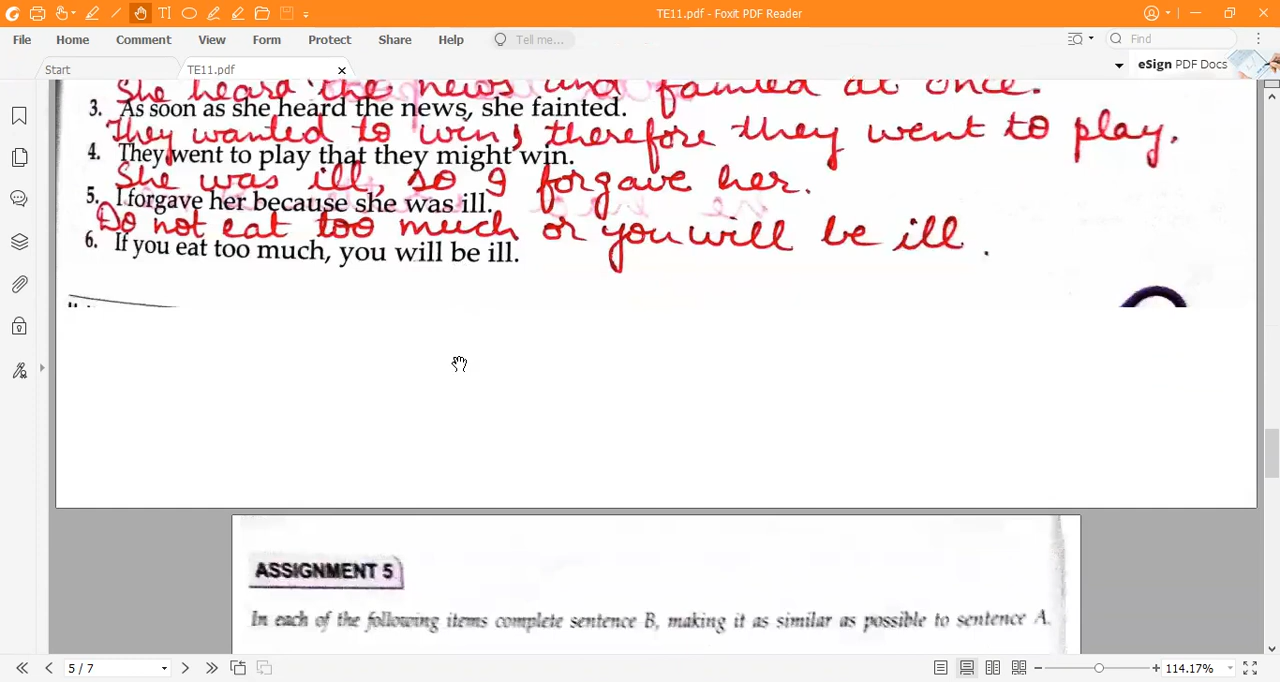 TE11.pdf - Foxit PDF Reader
File Home Comment View Form Protect Share Help Tell me... Find
Start TE11.pdf eSign PDF Docs
She heard the news and fainted at once.
3. As soon as she heard the news, she fainted.
They wanted to win, therefore they went to play.
4. They went to play that they might win.
She was ill, so I forgave her.
5. I forgave her because she was ill.
Do not eat too much or you will be ill.
6. If you eat too much, you will be ill.
ASSIGNMENT 5
In each of the following items complete sentence B, making it as similar as possible to sentence A.
5 / 7 114.17%